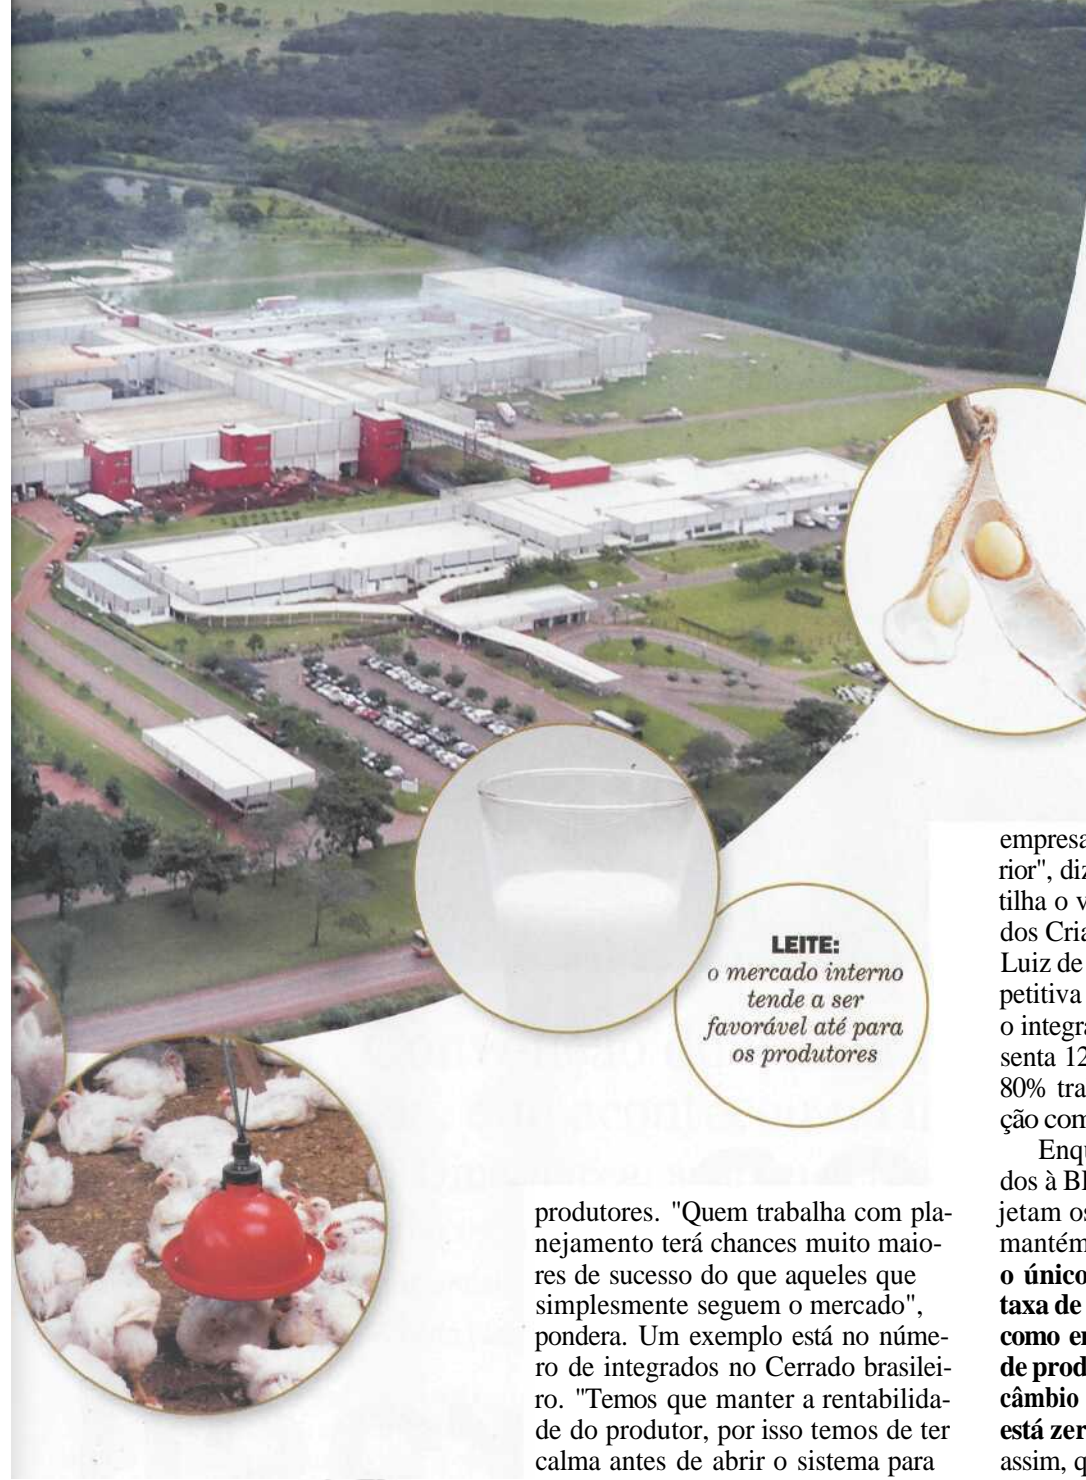 LEITE:
o mercado interno
tende a ser
favorável até para
os produtores
produtores. "Quem trabalha com pla-
nejamento terá chances muito maio-
res de sucesso do que aqueles que
simplesmente seguem o mercado",
pondera. Um exemplo está no núme-
ro de integrados no Cerrado brasilei-
ro. "Temos que manter a rentabilida-
de do produtor, por isso temos de ter
calma antes de abrir o sistema para
empresa
rior", diz
tilha o v
dos Cria
Luiz de
petitiva
o integra
senta 12
80% tra
ção com
Enqu
dos à B
jetam os
mantém
o único
taxa de
como e
de prod
câmbio
está zer
assim, q